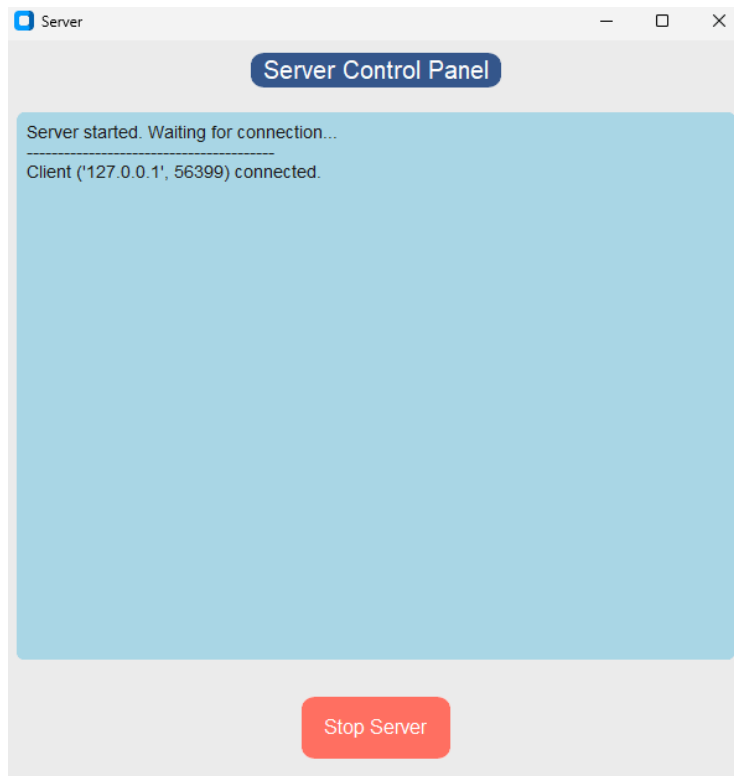 Server
Server Control Panel
Server started. Waiting for connection...
----------------------------------------
Client ('127.0.0.1', 56399) connected.
Stop Server